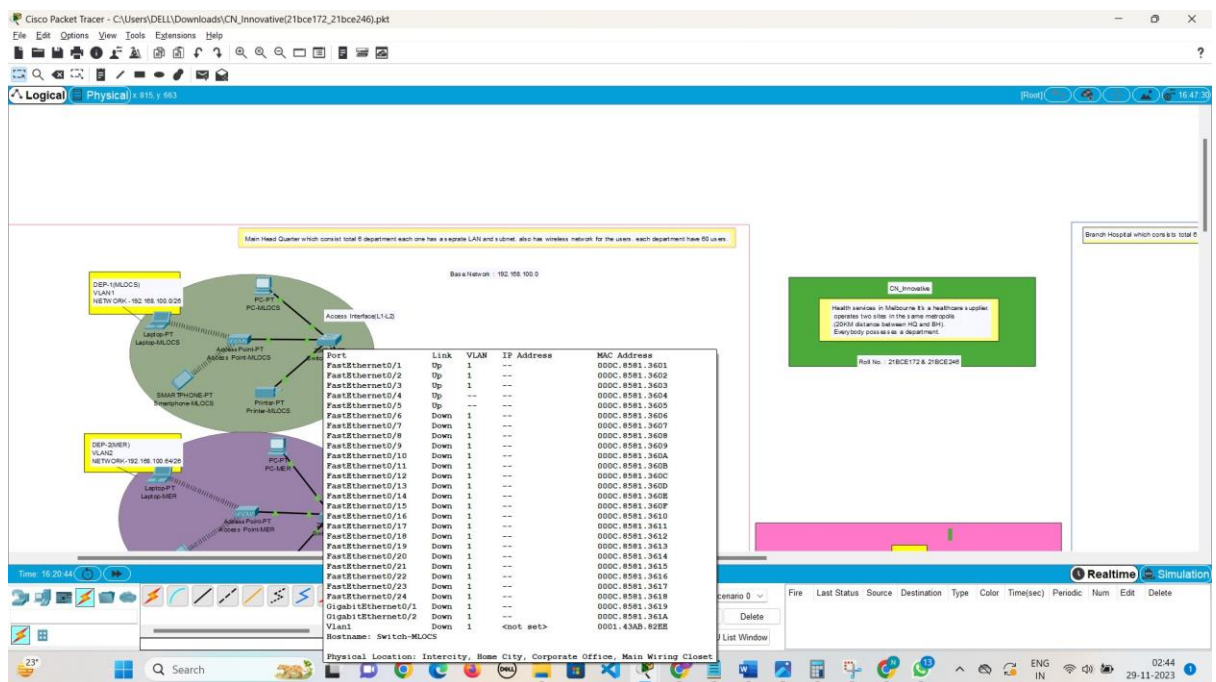 Cisco Packet Tracer - C:\Users\DELL\Downloads\CN_Innovative(21bce172_21bce246).pkt
File Edit Options View Tools Extensions Help
?
Logical Physical x: 815, y: 663 [Root] 16:47:30
Main Head Quarter which consist total 6 department each one has a seprate LAN and subnet. also has wireless network for the users. each department have 60 users.
Branch Hospital which consists total 6
Base Network : 192.168.100.0
DEP-1(MLOCS)
VLAN1
NETWORK - 192.168.100.0/26
PC-PT
PC-MLOCS
Access Interface(L1-L2)
Laptop-PT
Laptop-MLOCS
Access Point-PT
Access Point-MLOCS
SMARTPHONE-PT
Smartphone-MLOCS
Printer-PT
Printer-MLOCS
CN_Innovative
Health services in Melbourne it's a healthcare supplier.
operates two sites in the same metropolis
(20KM distance between HQ and BH).
Everybody possesses a department.
Roll No. : 21BCE172 & 21BCE246
DEP-2(MER)
VLAN2
NETWORK-192.168.100.64/26
PC-PT
PC-MER
Laptop-PT
Laptop-MER
Access Point-PT
Access Point-MER
Port Link VLAN IP Address MAC Address
FastEthernet0/1 Up 1 -- 000C.8581.3601
FastEthernet0/2 Up 1 -- 000C.8581.3602
FastEthernet0/3 Up 1 -- 000C.8581.3603
FastEthernet0/4 Up -- -- 000C.8581.3604
FastEthernet0/5 Up -- -- 000C.8581.3605
FastEthernet0/6 Down 1 -- 000C.8581.3606
FastEthernet0/7 Down 1 -- 000C.8581.3607
FastEthernet0/8 Down 1 -- 000C.8581.3608
FastEthernet0/9 Down 1 -- 000C.8581.3609
FastEthernet0/10 Down 1 -- 000C.8581.360A
FastEthernet0/11 Down 1 -- 000C.8581.360B
FastEthernet0/12 Down 1 -- 000C.8581.360C
FastEthernet0/13 Down 1 -- 000C.8581.360D
FastEthernet0/14 Down 1 -- 000C.8581.360E
FastEthernet0/15 Down 1 -- 000C.8581.360F
FastEthernet0/16 Down 1 -- 000C.8581.3610
FastEthernet0/17 Down 1 -- 000C.8581.3611
FastEthernet0/18 Down 1 -- 000C.8581.3612
FastEthernet0/19 Down 1 -- 000C.8581.3613
FastEthernet0/20 Down 1 -- 000C.8581.3614
FastEthernet0/21 Down 1 -- 000C.8581.3615
FastEthernet0/22 Down 1 -- 000C.8581.3616
FastEthernet0/23 Down 1 -- 000C.8581.3617
FastEthernet0/24 Down 1 -- 000C.8581.3618
GigabitEthernet0/1 Down 1 -- 000C.8581.3619
GigabitEthernet0/2 Down 1 -- 000C.8581.361A
Vlan1 Down 1 <not set> 0001.43AB.82EE
Hostname: Switch-MLOCS
Physical Location: Intercity, Home City, Corporate Office, Main Wiring Closet
Time: 16:20:44
Realtime Simulation
cenario 0
Delete
List Window
Fire Last Status Source Destination Type Color Time(sec) Periodic Num Edit Delete
23°
Search
DELL
13
ENG
IN
02:44
29-11-2023
1